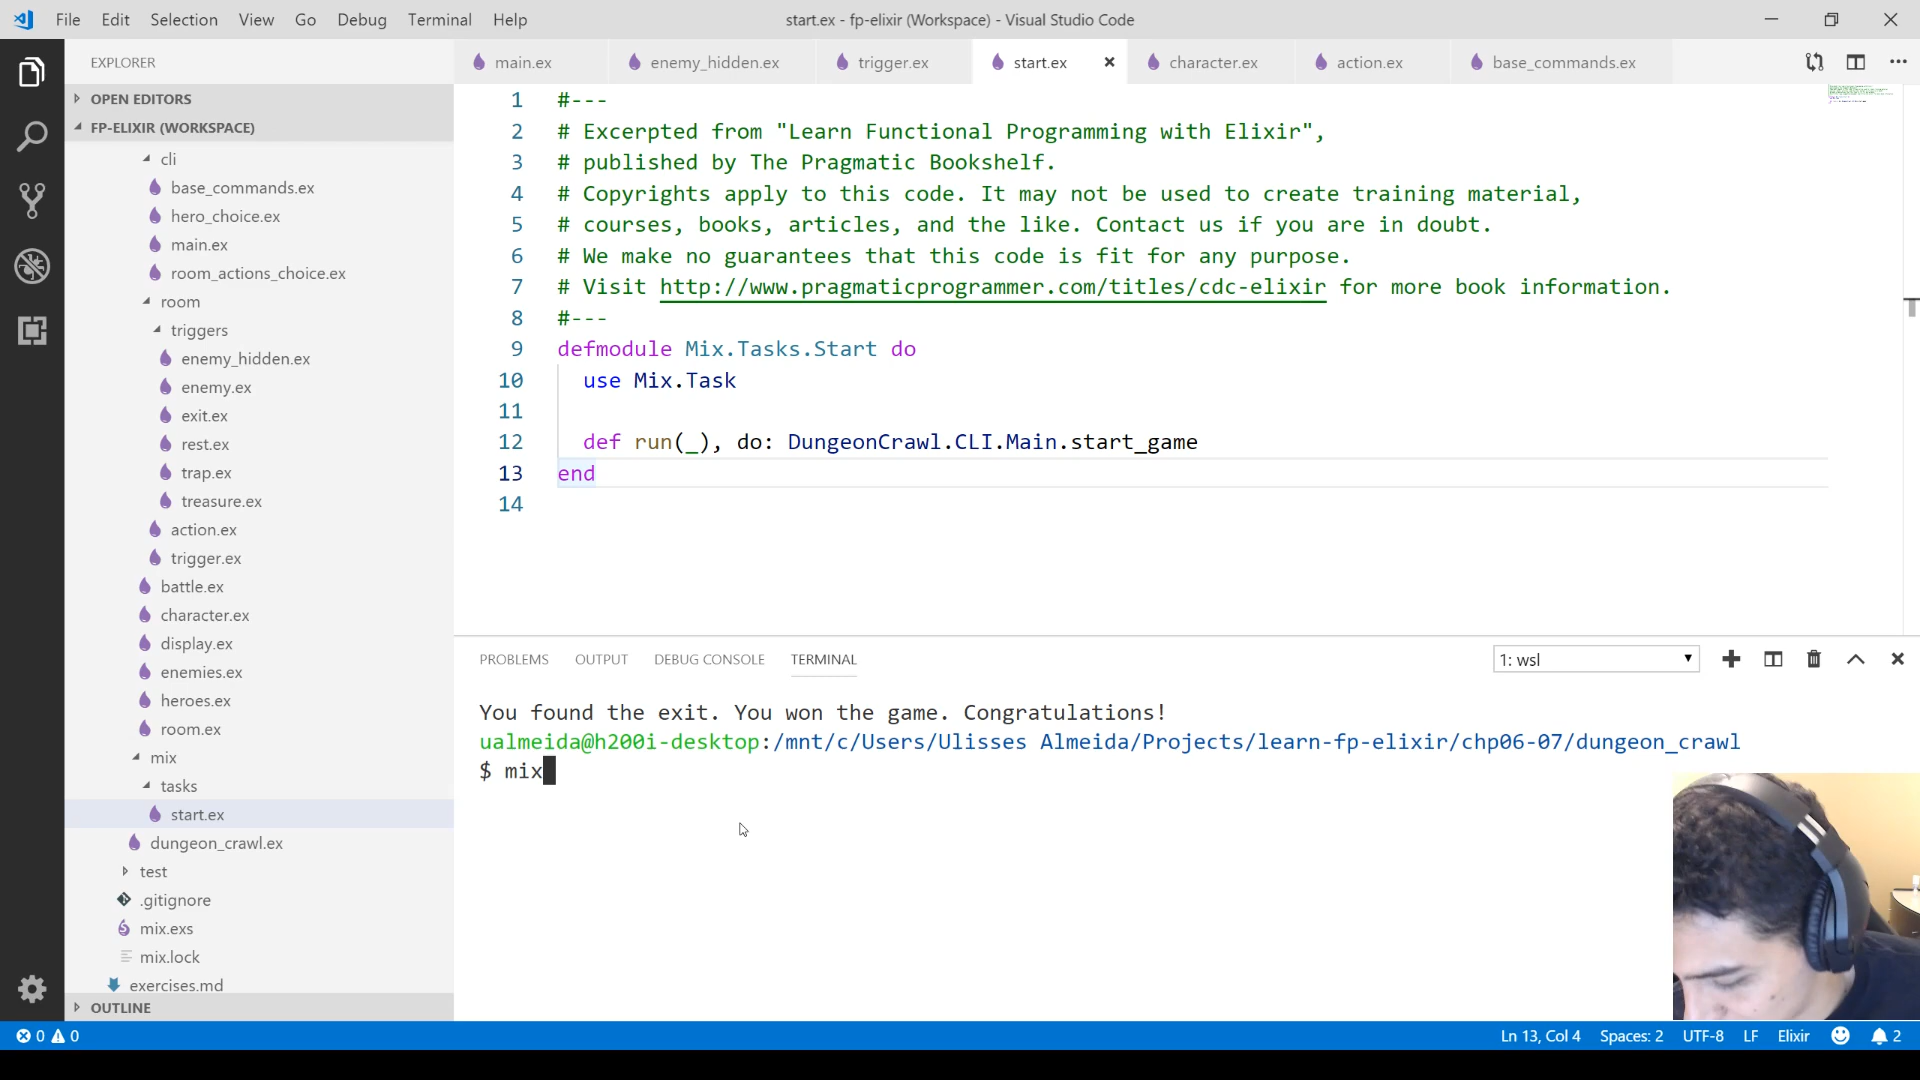 File Edit Selection View Go Debug Terminal Help
start.ex - fp-elixir (Workspace) - Visual Studio Code
EXPLORER
OPEN EDITORS
FP-ELIXIR (WORKSPACE)
cli
base_commands.ex
hero_choice.ex
main.ex
room_actions_choice.ex
room
triggers
enemy_hidden.ex
enemy.ex
exit.ex
rest.ex
trap.ex
treasure.ex
action.ex
trigger.ex
battle.ex
character.ex
display.ex
enemies.ex
heroes.ex
room.ex
mix
tasks
start.ex
dungeon_crawl.ex
test
.gitignore
mix.exs
mix.lock
exercises.md
OUTLINE
main.ex enemy_hidden.ex trigger.ex start.ex character.ex action.ex base_commands.ex
1 #---
2 # Excerpted from "Learn Functional Programming with Elixir",
3 # published by The Pragmatic Bookshelf.
4 # Copyrights apply to this code. It may not be used to create training material,
5 # courses, books, articles, and the like. Contact us if you are in doubt.
6 # We make no guarantees that this code is fit for any purpose.
7 # Visit http://www.pragmaticprogrammer.com/titles/cdc-elixir for more book information.
8 #---
9 defmodule Mix.Tasks.Start do
10 use Mix.Task
11
12 def run(_), do: DungeonCrawl.CLI.Main.start_game
13 end
14
PROBLEMS OUTPUT DEBUG CONSOLE TERMINAL 1: wsl
You found the exit. You won the game. Congratulations!
ualmeida@h200i-desktop:/mnt/c/Users/Ulisses Almeida/Projects/learn-fp-elixir/chp06-07/dungeon_crawl
$ mix
0 0 Ln 13, Col 4 Spaces: 2 UTF-8 LF Elixir 2